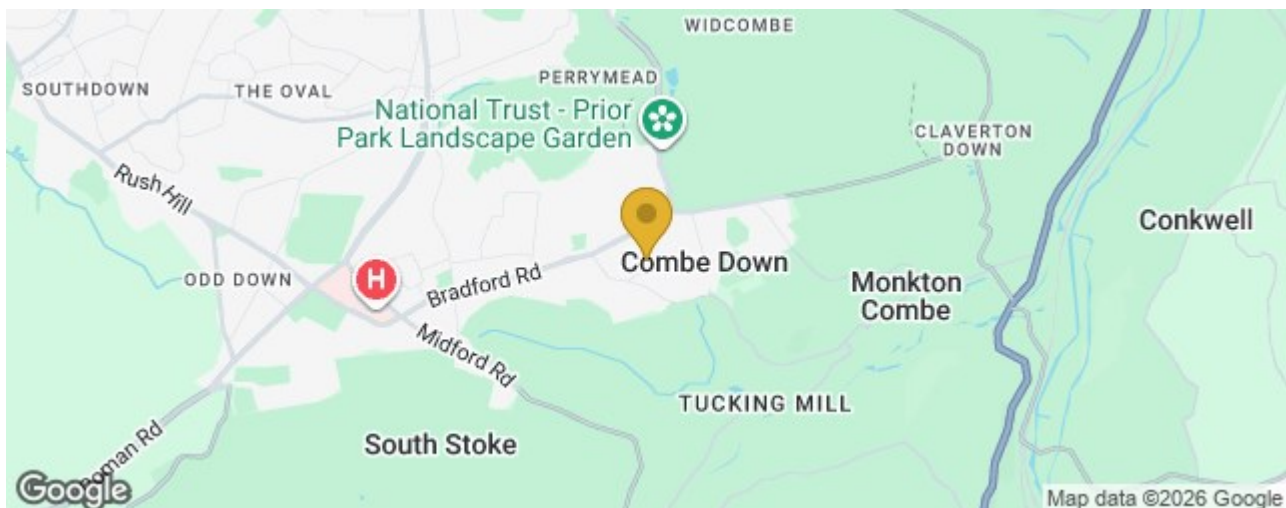 WIDCOMBE
PERRYMEAD
SOUTHDOWN
THE OVAL
National Trust - Prior
Park Landscape Garden
CLAVERTON
DOWN
Rush Hill
Conkwell
Combe Down
ODD DOWN
H
Bradford Rd
Monkton
Combe
Midford Rd
TUCKING MILL
South Stoke
Roman Rd
Google
Map data ©2026 Google